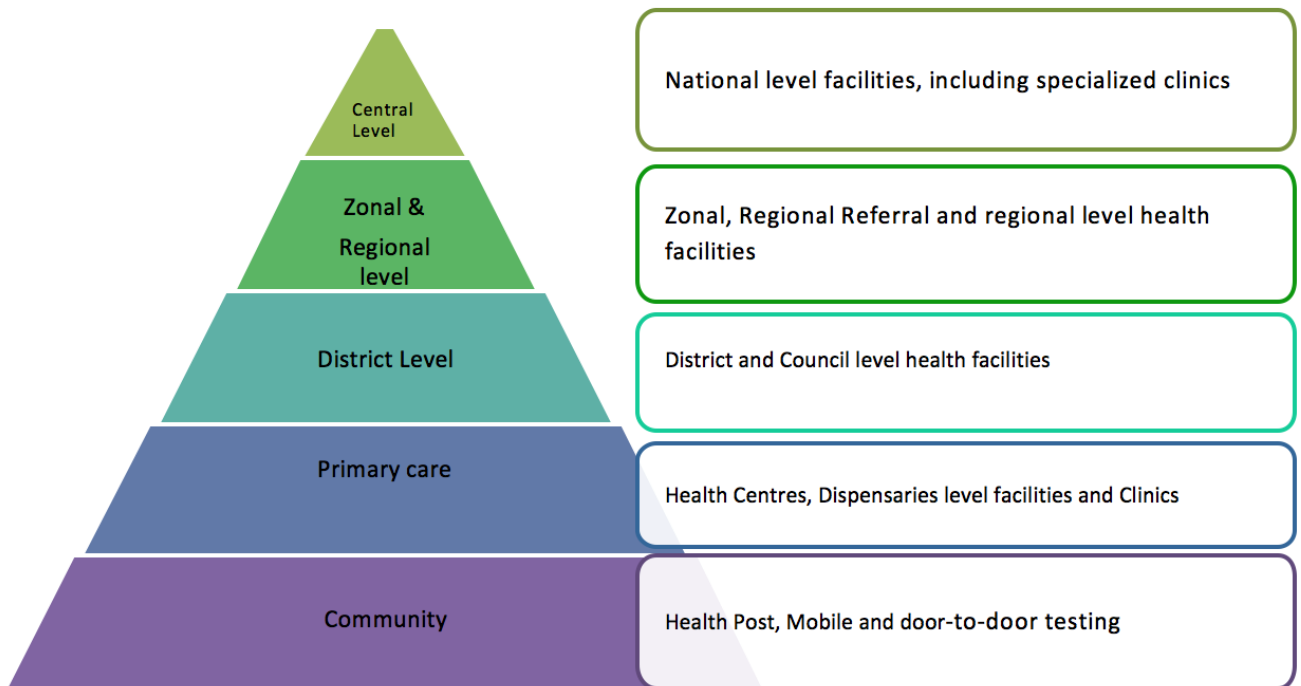 Central
Level
National level facilities, including specialized clinics
Zonal &
Regional
level
Zonal, Regional Referral and regional level health
facilities
District Level
District and Council level health facilities
Primary care
Health Centres, Dispensaries level facilities and Clinics
Community
Health Post, Mobile and door-to-door testing